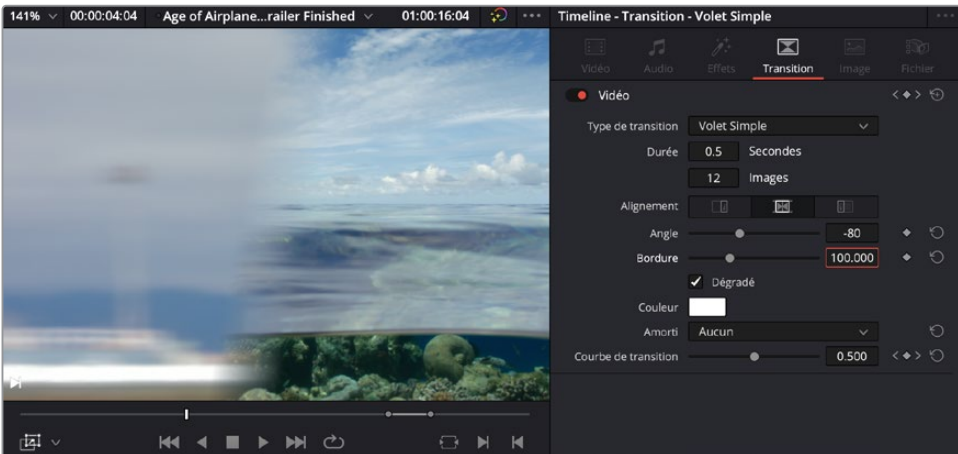 141% 00:00:04:04 Age of Airplane...railer Finished 01:00:16:04 Timeline - Transition - Volet Simple
Vidéo Audio Effets Transition Image Fichier
Vidéo
Type de transition Volet Simple
Durée 0.5 Secondes
12 Images
Alignement
Angle -80
Bordure 100.000
Dégradé
Couleur
Amorti Aucun
Courbe de transition 0.500